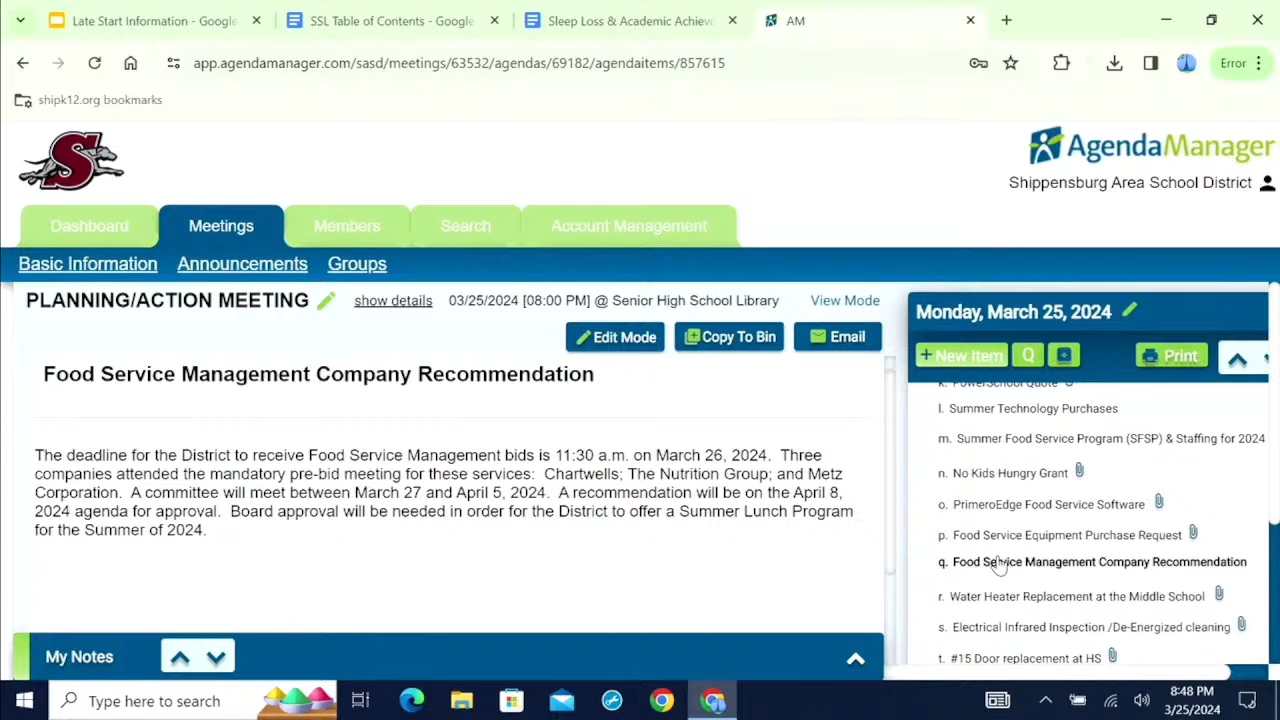 Late Start Information - Google
SSL Table of Contents - Google
Sleep Loss & Academic Achieve
AM
app.agendamanager.com/sasd/meetings/63532/agendas/69182/agendaitems/857615
Error
shipk12.org bookmarks
S
AgendaManager
Shippensburg Area School District
Dashboard
Meetings
Members
Search
Account Management
Basic Information
Announcements
Groups
PLANNING/ACTION MEETING
show details
03/25/2024 [08:00 PM] @ Senior High School Library
View Mode
Edit Mode
Copy To Bin
Email
Food Service Management Company Recommendation
The deadline for the District to receive Food Service Management bids is 11:30 a.m. on March 26, 2024. Three
companies attended the mandatory pre-bid meeting for these services: Chartwells; The Nutrition Group; and Metz
Corporation. A committee will meet between March 27 and April 5, 2024. A recommendation will be on the April 8,
2024 agenda for approval. Board approval will be needed in order for the District to offer a Summer Lunch Program
for the Summer of 2024.
My Notes
Monday, March 25, 2024
+ New Item
Q
Print
k. PowerSchool Quote
l. Summer Technology Purchases
m. Summer Food Service Program (SFSP) & Staffing for 2024
n. No Kids Hungry Grant
o. PrimeroEdge Food Service Software
p. Food Service Equipment Purchase Request
q. Food Service Management Company Recommendation
r. Water Heater Replacement at the Middle School
s. Electrical Infrared Inspection /De-Energized cleaning
t. #15 Door replacement at HS
Type here to search
8:48 PM
3/25/2024